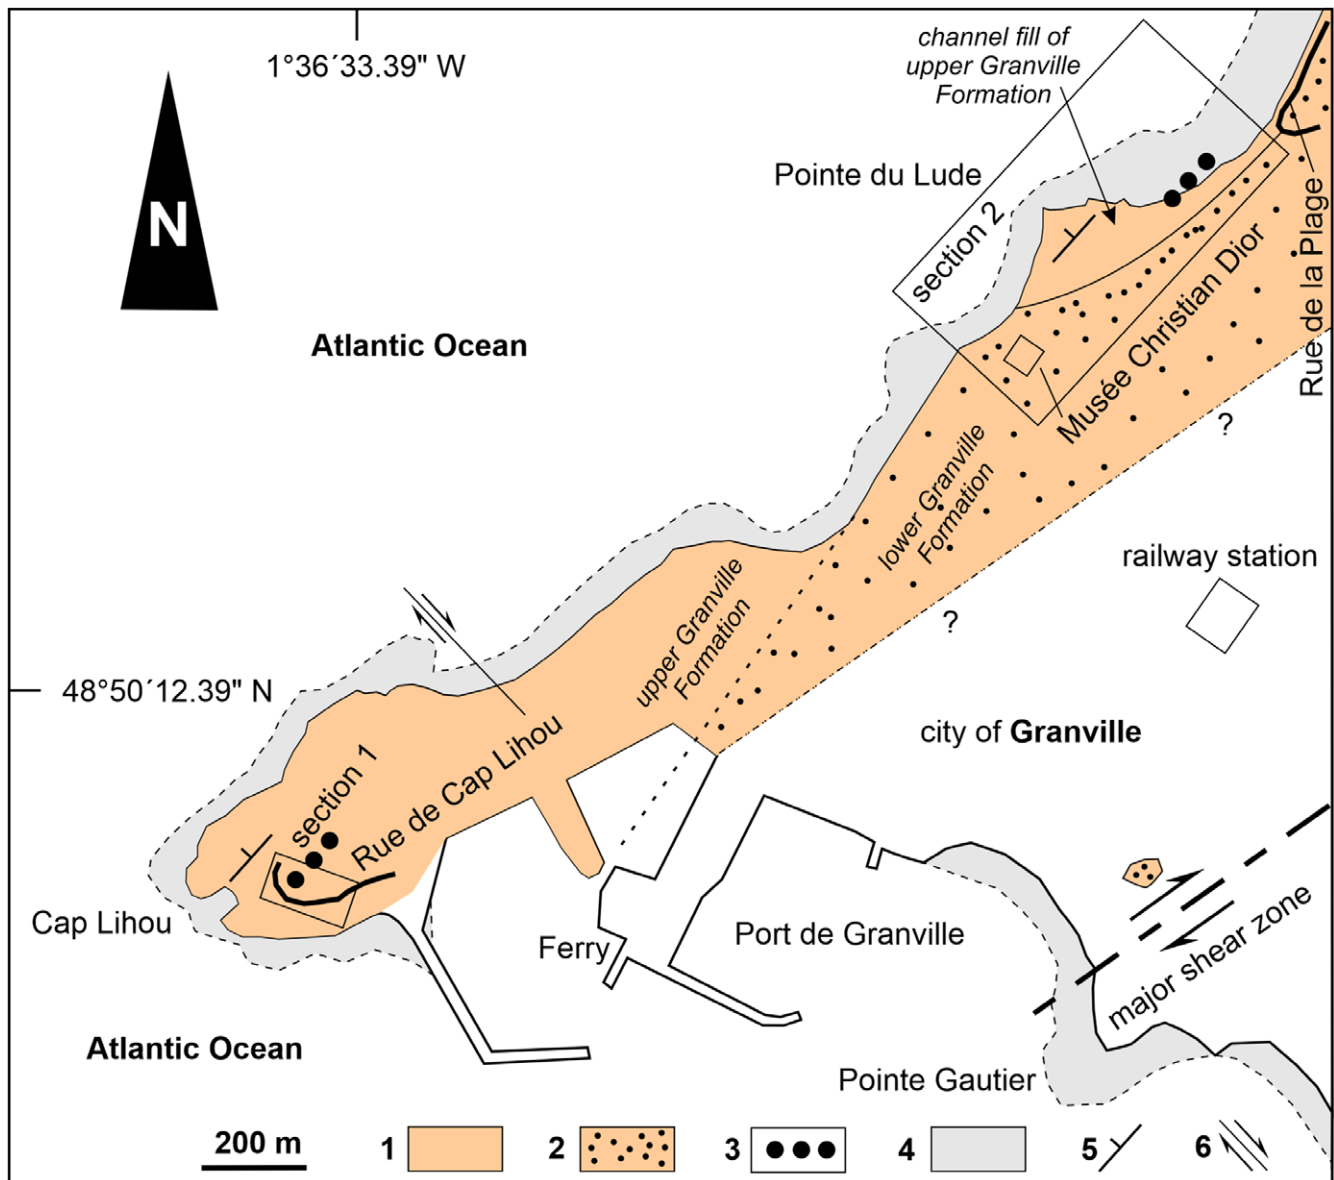 1°36´33.39" W
channel fill of
upper Granville
Formation
N
Pointe du Lude
section 2
Rue de la Plage
Musée Christian Dior
Atlantic Ocean
lower Granville
Formation
?
railway station
upper Granville
Formation
?
48°50´12.39" N
city of Granville
section 1
Rue de Cap Lihou
Cap Lihou
Ferry
Port de Granville
major shear zone
Atlantic Ocean
Pointe Gautier
200 m
1
2
3
4
5
6